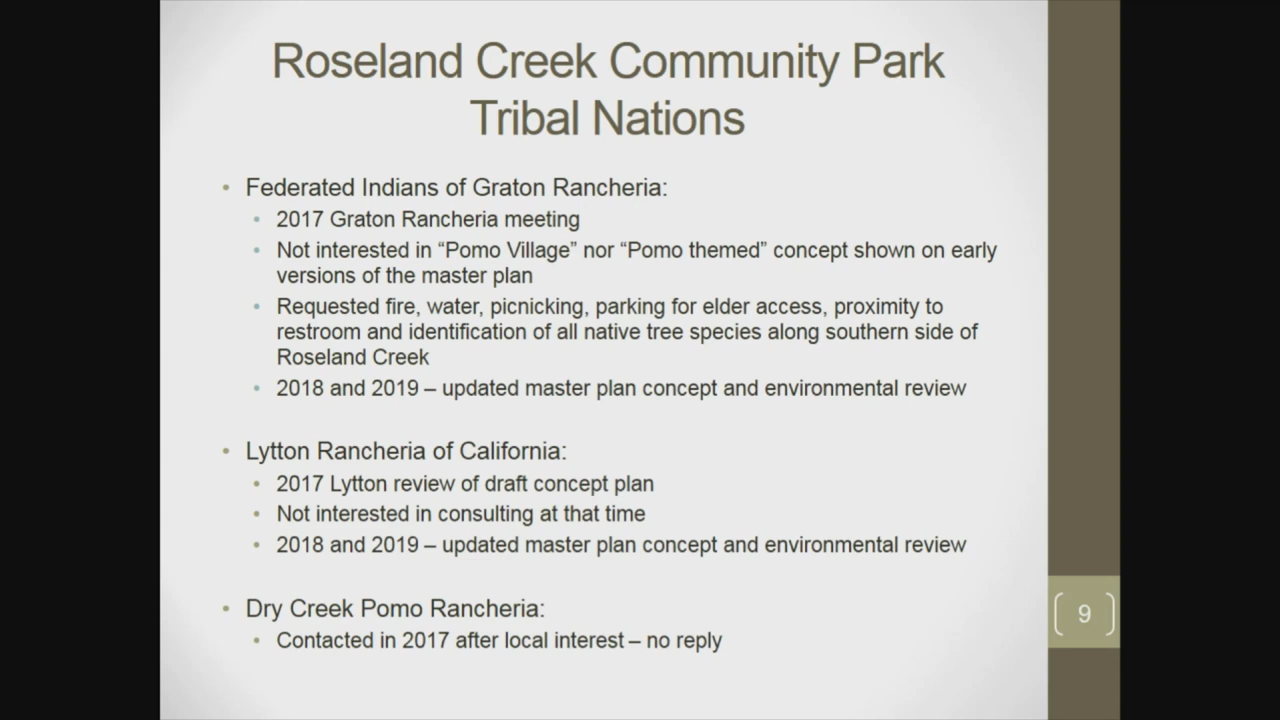 Roseland Creek Community Park
Tribal Nations
• Federated Indians of Graton Rancheria:
• 2017 Graton Rancheria meeting
• Not interested in “Pomo Village” nor “Pomo themed” concept shown on early
versions of the master plan
• Requested fire, water, picnicking, parking for elder access, proximity to
restroom and identification of all native tree species along southern side of
Roseland Creek
• 2018 and 2019 – updated master plan concept and environmental review
• Lytton Rancheria of California:
• 2017 Lytton review of draft concept plan
• Not interested in consulting at that time
• 2018 and 2019 – updated master plan concept and environmental review
• Dry Creek Pomo Rancheria:
• Contacted in 2017 after local interest – no reply
9